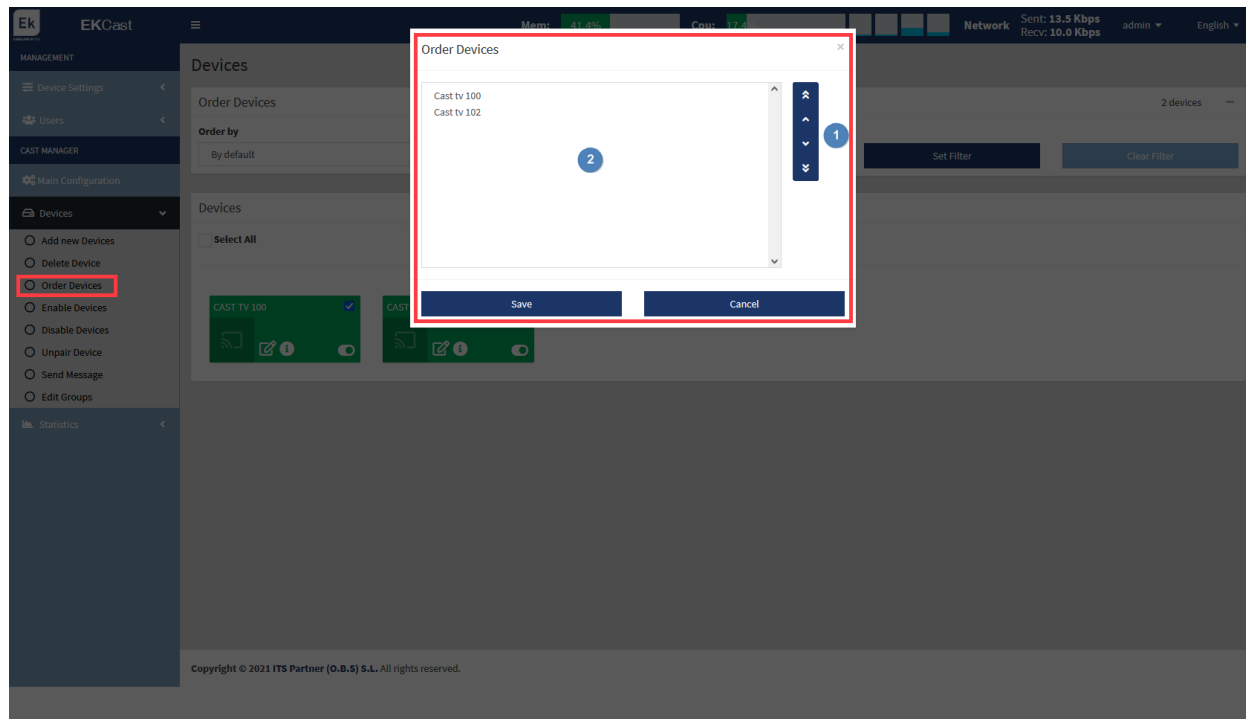 Ek
EKCast
Mem: 41.4%
Cpu: 17.4
Network
Sent: 13.5 Kbps
Recv: 10.0 Kbps
admin
English
MANAGEMENT
Device Settings
Users
CAST MANAGER
Main Configuration
Devices
Add new Devices
Delete Device
Order Devices
Enable Devices
Disable Devices
Unpair Device
Send Message
Edit Groups
Statistics
Devices
Order Devices
2 devices
Order by
By default
Set Filter
Clear Filter
Devices
Select All
CAST TV 100
CAST
Order Devices
×
Cast tv 100
Cast tv 102
1
2
Save
Cancel
Copyright © 2021 ITS Partner (O.B.S) S.L. All rights reserved.